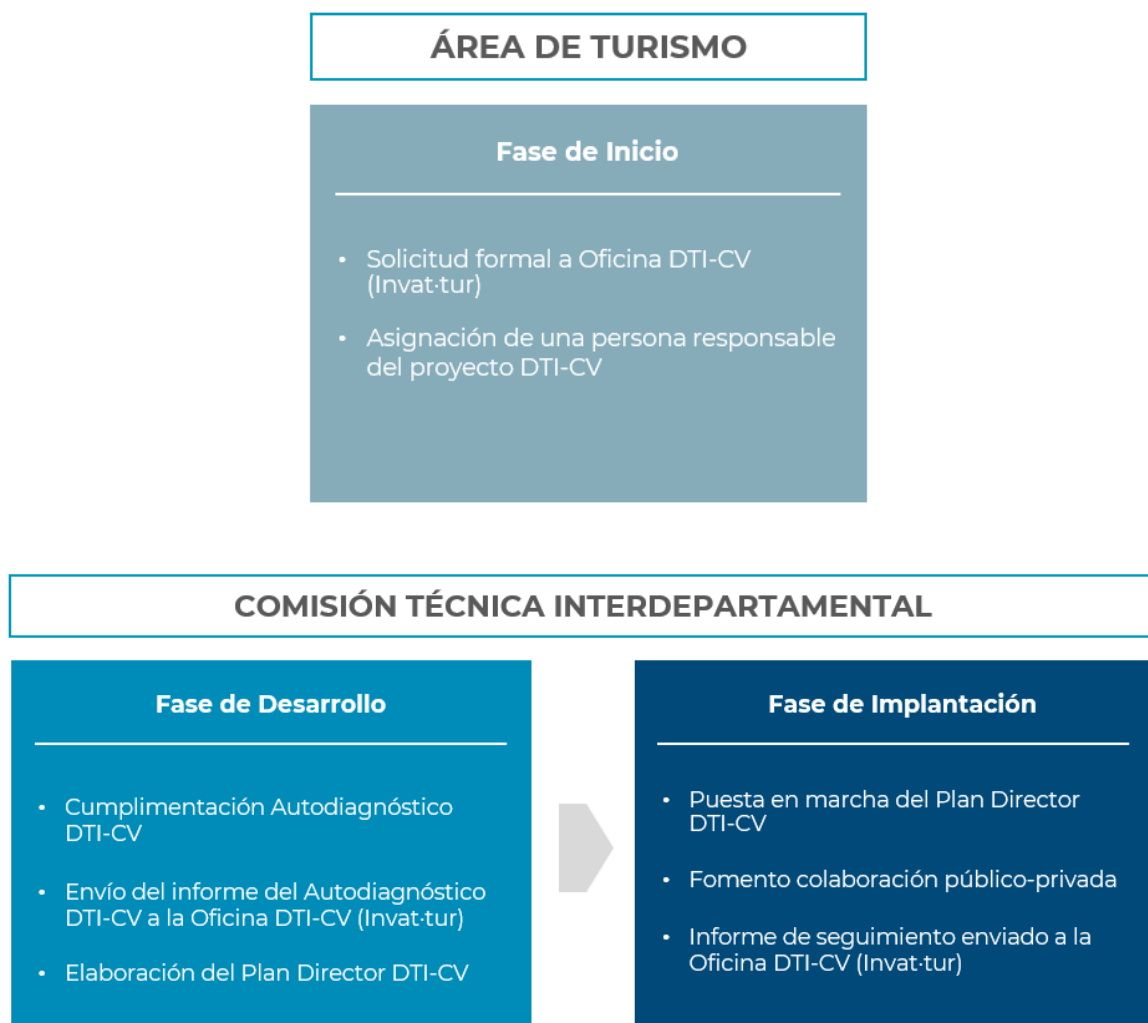 ÁREA DE TURISMO
Fase de Inicio
• Solicitud formal a Oficina DTI-CV
(Invat·tur)
• Asignación de una persona responsable
del proyecto DTI-CV
COMISIÓN TÉCNICA INTERDEPARTAMENTAL
Fase de Desarrollo
• Cumplimentación Autodiagnóstico
DTI-CV
• Envío del informe del Autodiagnóstico
DTI-CV a la Oficina DTI-CV (Invat·tur)
• Elaboración del Plan Director DTI-CV
Fase de Implantación
• Puesta en marcha del Plan Director
DTI-CV
• Fomento colaboración público-privada
• Informe de seguimiento enviado a la
Oficina DTI-CV (Invat·tur)